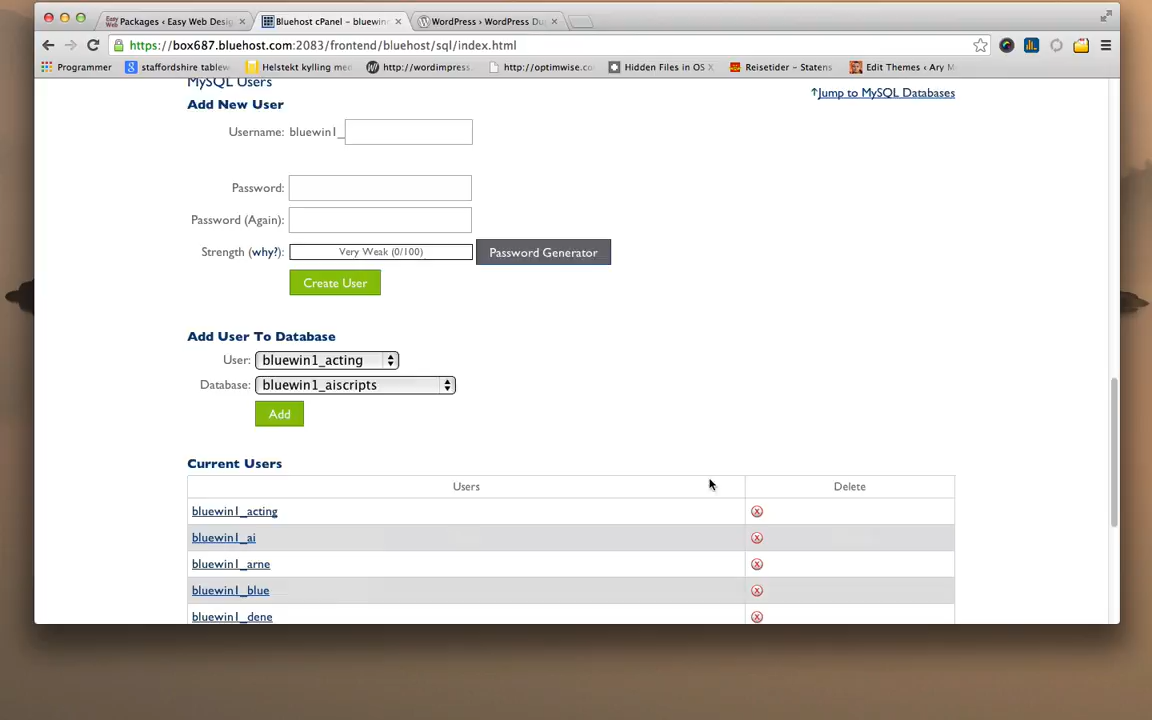 Packages ‹ Easy Web Desig
Bluehost cPanel – bluewin
WordPress › WordPress Du
https://box687.bluehost.com:2083/frontend/bluehost/sql/index.html
Programmer
staffordshire tablew
Helstekt kylling me
http://wordimpress.
http://optimwise.co
Hidden Files in OS X
Reisetider – Statens
Edit Themes ‹ Ary M
MySQL Users
Add New User
↑Jump to MySQL Databases
Username: bluewin1_
Password:
Password (Again):
Strength (why?):
Very Weak (0/100)
Password Generator
Create User
Add User To Database
User: bluewin1_acting
Database: bluewin1_aiscripts
Add
Current Users
Users
Delete
bluewin1_acting
bluewin1_ai
bluewin1_arne
bluewin1_blue
bluewin1_dene